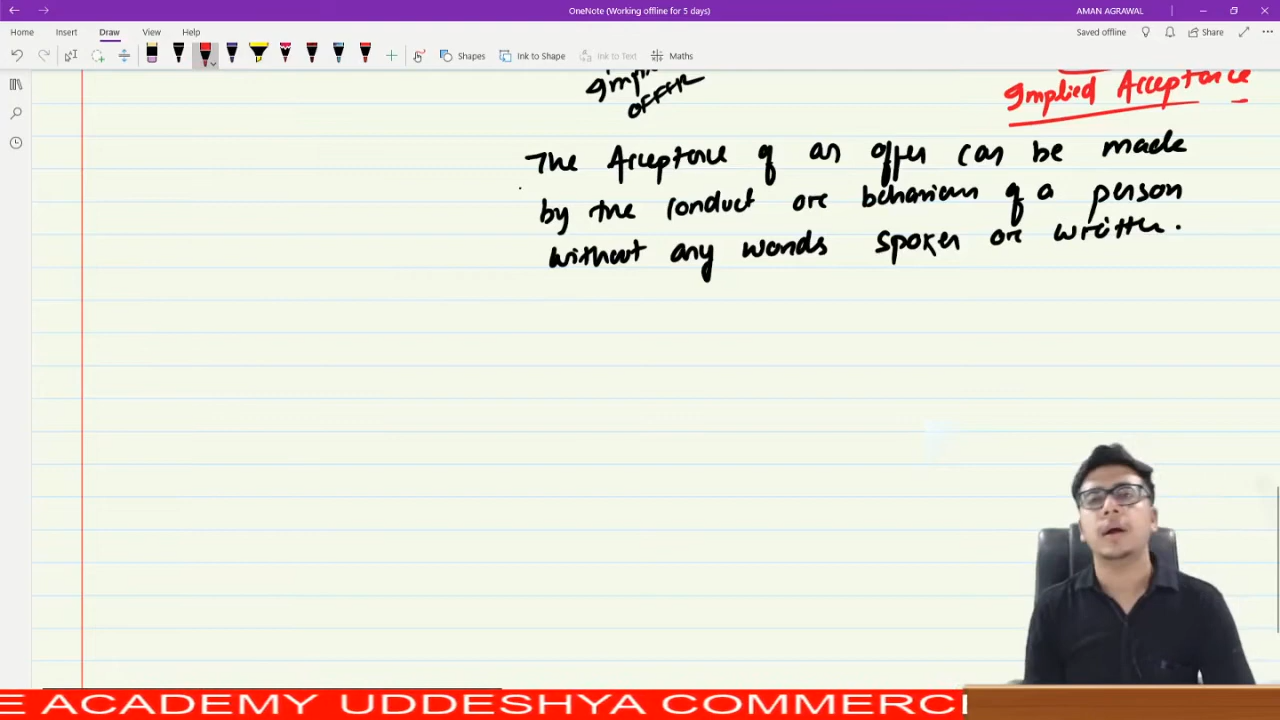 OneNote (Working offline for 5 days)
AMAN AGRAWAL
Home Insert Draw View Help
Saved offline
Share
Shapes Ink to Shape Ink to Text Maths
OFFER
Implied Acceptance
The Acceptance of an offer can be made
by the conduct or behaviour of a person
without any words spoken or written.
E ACADEMY UDDESHYA COMMERC